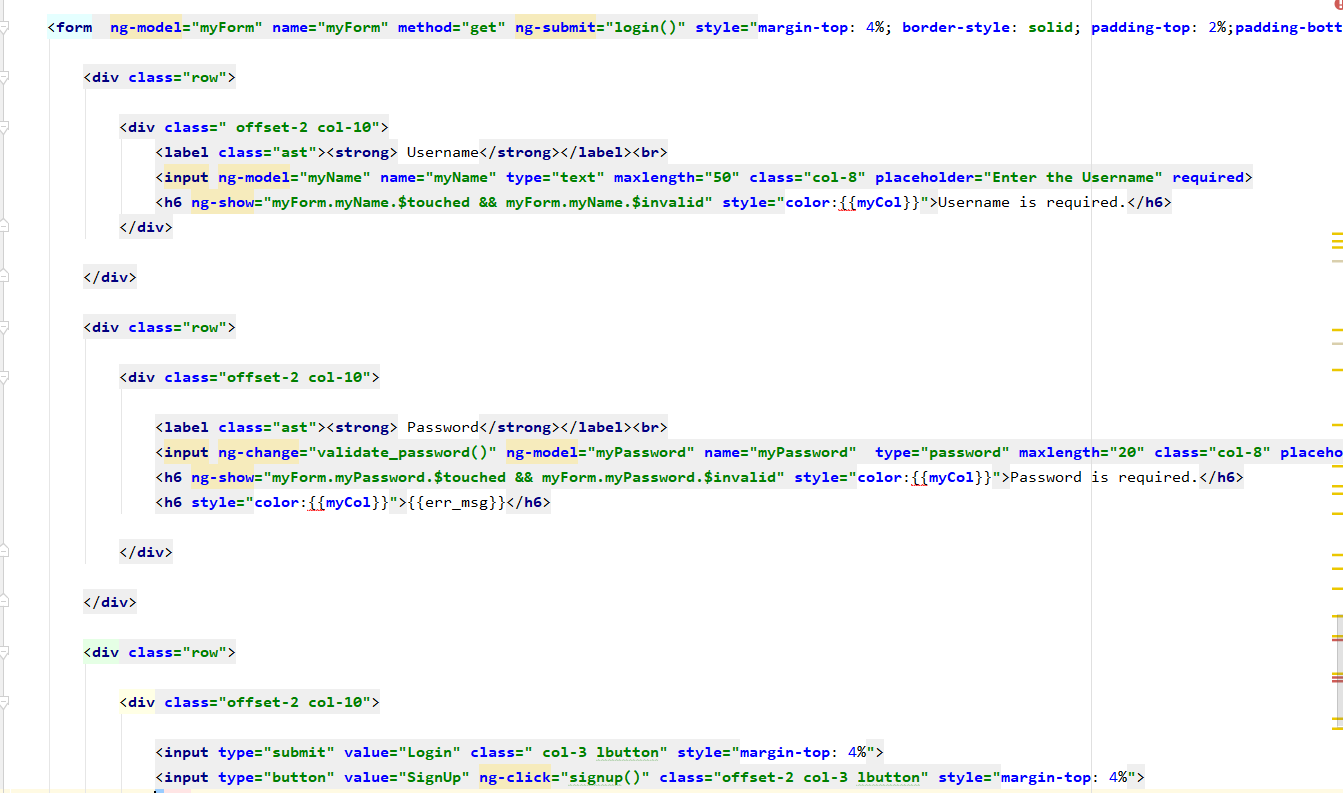 <form  ng-model="myForm" name="myForm" method="get" ng-submit="login()" style="margin-top: 4%; border-style: solid; padding-top: 2%;padding-bott
<div class="row">
<div class=" offset-2 col-10">
<label class="ast"><strong> Username</strong></label><br>
<input ng-model="myName" name="myName" type="text" maxlength="50" class="col-8" placeholder="Enter the Username" required>
<h6 ng-show="myForm.myName.$touched && myForm.myName.$invalid" style="color:{{myCol}}">Username is required.</h6>
</div>
</div>
<div class="row">
<div class="offset-2 col-10">
<label class="ast"><strong> Password</strong></label><br>
<input ng-change="validate_password()" ng-model="myPassword" name="myPassword"  type="password" maxlength="20" class="col-8" placeho
<h6 ng-show="myForm.myPassword.$touched && myForm.myPassword.$invalid" style="color:{{myCol}}">Password is required.</h6>
<h6 style="color:{{myCol}}">{{err_msg}}</h6>
</div>
</div>
<div class="row">
<div class="offset-2 col-10">
<input type="submit" value="Login" class=" col-3 lbutton" style="margin-top: 4%">
<input type="button" value="SignUp" ng-click="signup()" class="offset-2 col-3 lbutton" style="margin-top: 4%">